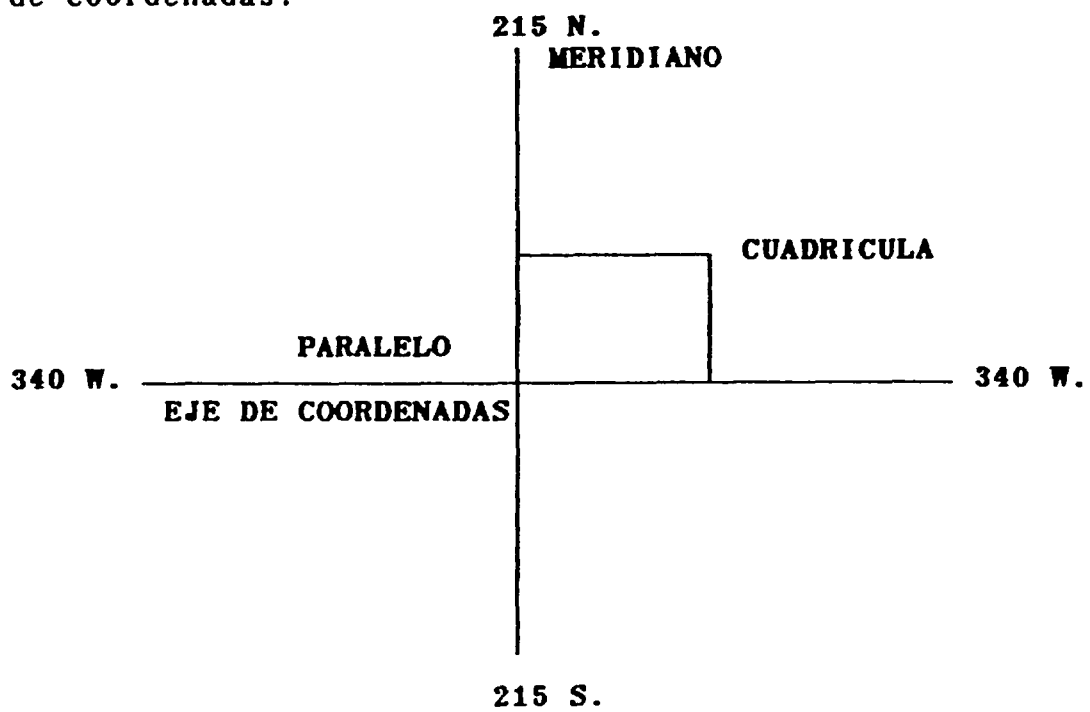 de coordenadas.
215 N.
MERIDIANO
CUADRICULA
PARALELO
340 W.
340 W.
EJE DE COORDENADAS
215 S.